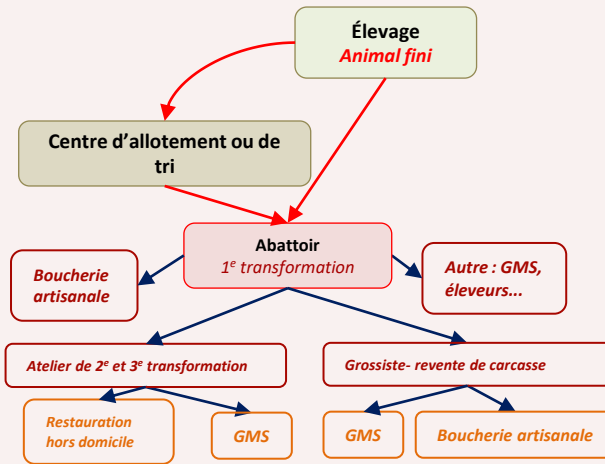 Élevage
Animal fini
Centre d’allotement ou de
tri
Abattoir
1e transformation
Boucherie
artisanale
Autre : GMS,
éleveurs...
Atelier de 2e et 3e transformation
Grossiste- revente de carcasse
Restauration
hors domicile
GMS
GMS
Boucherie artisanale